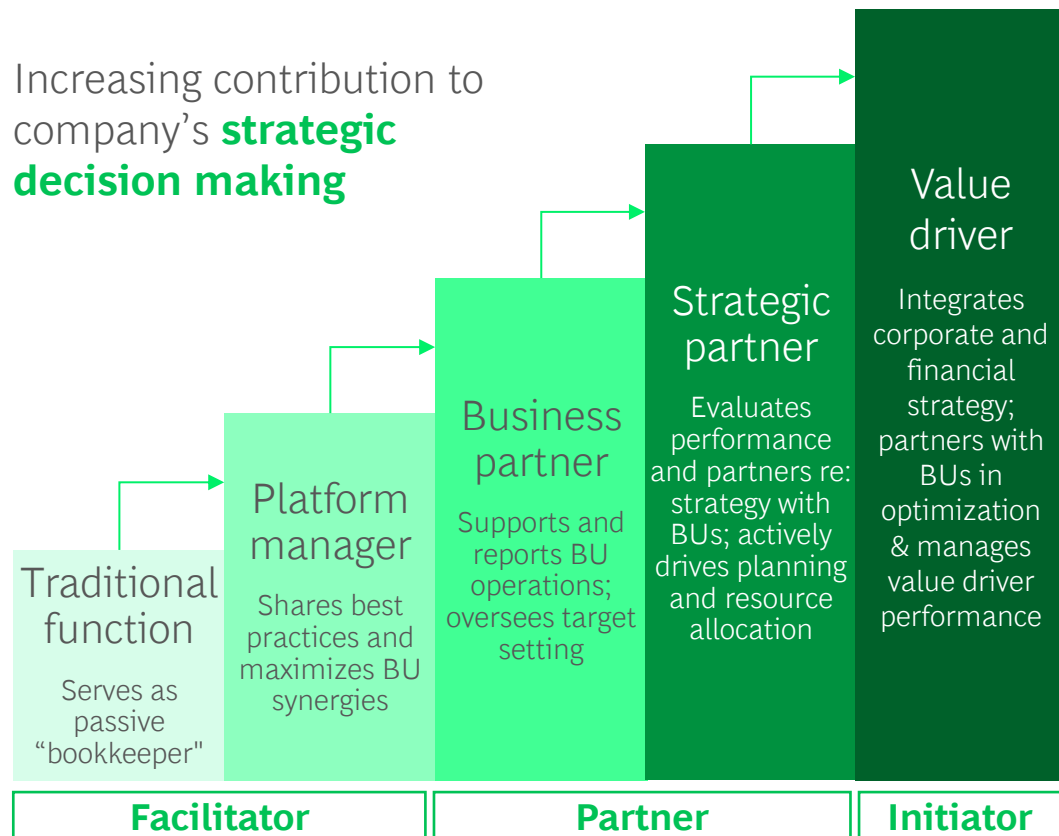 Increasing contribution to
company’s strategic
decision making
Traditional
function
Serves as
passive
“bookkeeper"
Platform
manager
Shares best
practices and
maximizes BU
synergies
Business
partner
Supports and
reports BU
operations;
oversees target
setting
Strategic
partner
Evaluates
performance
and partners re:
strategy with
BUs; actively
drives planning
and resource
allocation
Value
driver
Integrates
corporate and
financial
strategy;
partners with
BUs in
optimization
& manages
value driver
performance
Facilitator
Partner
Initiator